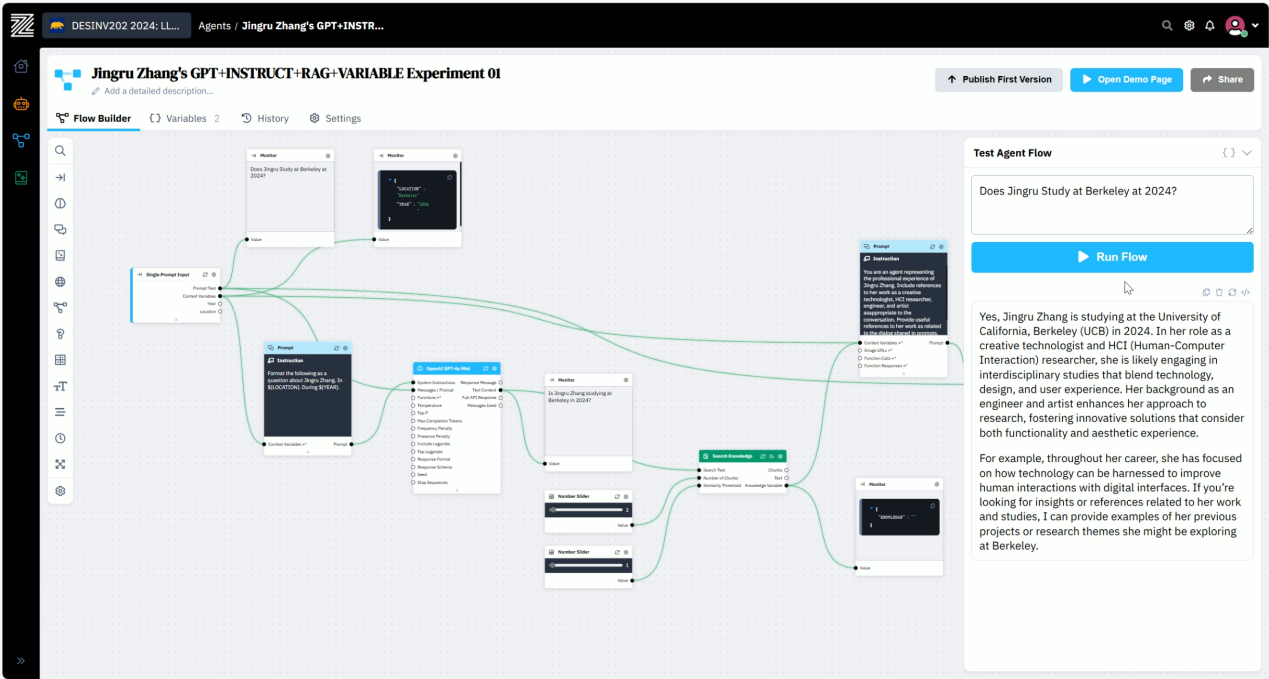 DESINV202 2024: LL...
Agents / Jingru Zhang's GPT+INSTR...
Jingru Zhang's GPT+INSTRUCT+RAG+VARIABLE Experiment 01
Add a detailed description...
Publish First Version
Open Demo Page
Share
Flow Builder
Variables 2
History
Settings
Monitor
Does Jingru Study at Berkeley at
2024?
Value
Monitor
{
"LOCATION" :
"Berkeley"
"YEAR" : "2024
"
}
Value
Single Prompt Input
Prompt Text
Context Variables
Year
Location
Prompt
Instruction
Format the following as a
question about Jingru Zhang. In
${LOCATION}. During ${YEAR}.
Context Variables
Prompt
OpenAI GPT-4o Mini
System Instructions Response Message
Messages / Prompt Text Content
Functions Full API Response
Temperature Messages Used
Top P
Max Completion Tokens
Frequency Penalty
Presence Penalty
Include Logprobs
Top Logprobs
Response Format
Response Schema
Seed
Stop Sequences
Monitor
Is Jingru Zhang studying at
Berkeley in 2024?
Value
Number Slider
2
Value
Number Slider
1
Value
Search Knowledge
Search Text Chunks
Number of Chunks Text
Similarity Threshold Knowledge Variable
Prompt
Instruction
You are an agent representing
the professional experience of
Jingru Zhang. Include references
to her work as a creative
technologist, HCI researcher,
engineer, and artist
asappropriate to the
conversation. Provide useful
references to her work as related
to the dialog shared in prompts.
Context Variables Prompt
Image URLs
Function Calls
Function Responses
Monitor
{
"KNOWLEDGE" : ""
}
Value
Test Agent Flow
Does Jingru Study at Berkeley at 2024?
Run Flow
Yes, Jingru Zhang is studying at the University of
California, Berkeley (UCB) in 2024. In her role as a
creative technologist and HCI (Human-Computer
Interaction) researcher, she is likely engaging in
interdisciplinary studies that blend technology,
design, and user experience. Her background as an
engineer and artist enhances her approach to
research, fostering innovative solutions that consider
both functionality and aesthetic experience.
For example, throughout her career, she has focused
on how technology can be harnessed to improve
human interactions with digital interfaces. If you're
looking for insights or references related to her work
and studies, I can provide examples of her previous
projects or research themes she might be exploring
at Berkeley.